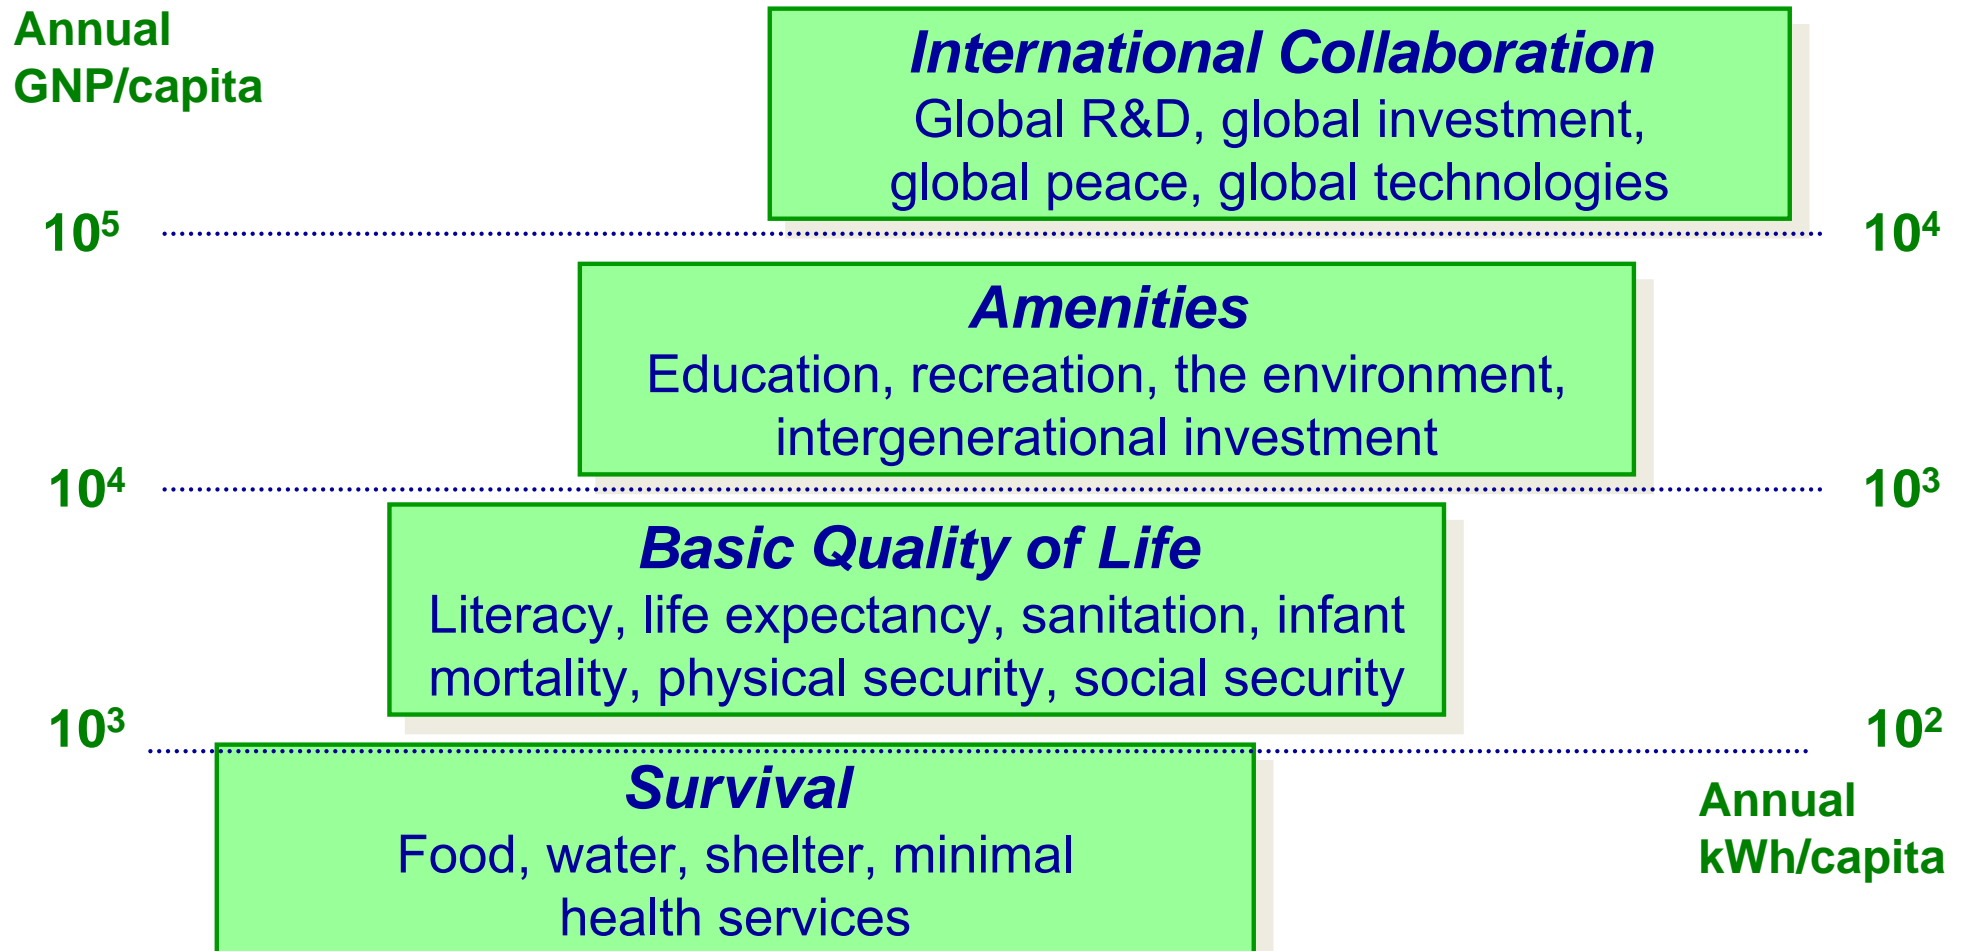 Annual
GNP/capita
International Collaboration
Global R&D, global investment,
global peace, global technologies
10⁵
10⁴
Amenities
Education, recreation, the environment,
intergenerational investment
10⁴
10³
Basic Quality of Life
Literacy, life expectancy, sanitation, infant
mortality, physical security, social security
10³
10²
Survival
Food, water, shelter, minimal
health services
Annual
kWh/capita